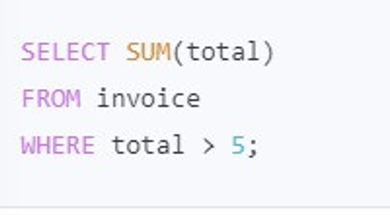 SELECT SUM(total)
FROM invoice
WHERE total > 5;